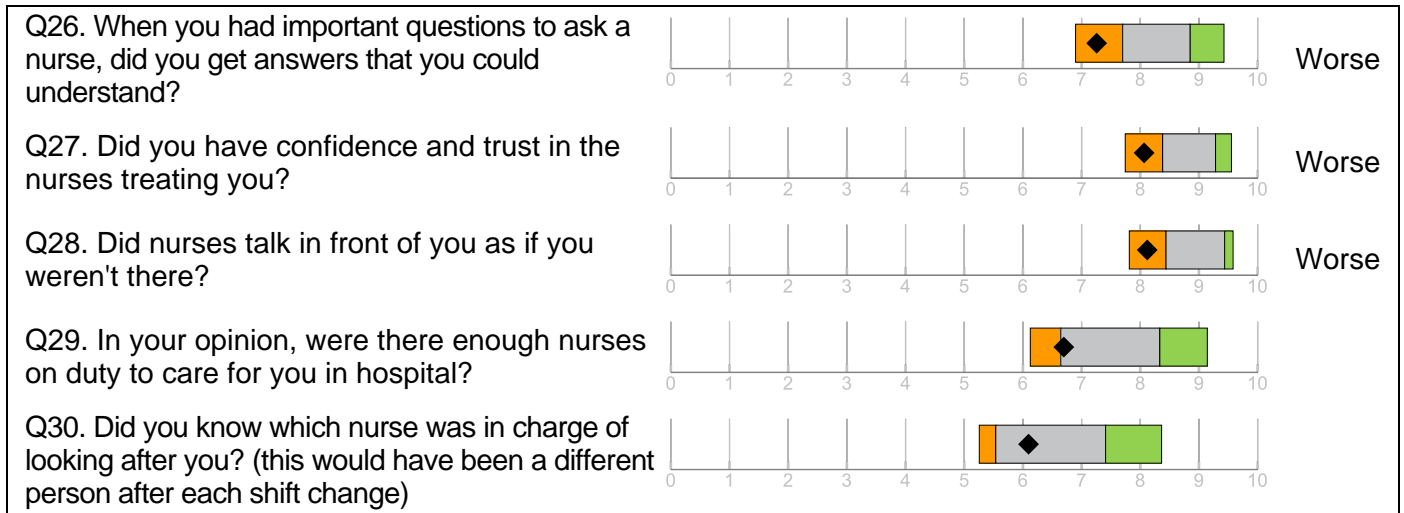 Q26. When you had important questions to ask a
nurse, did you get answers that you could
understand?
Worse
0 1 2 3 4 5 6 7 8 9 10
Q27. Did you have confidence and trust in the
nurses treating you?
Worse
0 1 2 3 4 5 6 7 8 9 10
Q28. Did nurses talk in front of you as if you
weren't there?
Worse
0 1 2 3 4 5 6 7 8 9 10
Q29. In your opinion, were there enough nurses
on duty to care for you in hospital?
0 1 2 3 4 5 6 7 8 9 10
Q30. Did you know which nurse was in charge of
looking after you? (this would have been a different
person after each shift change)
0 1 2 3 4 5 6 7 8 9 10